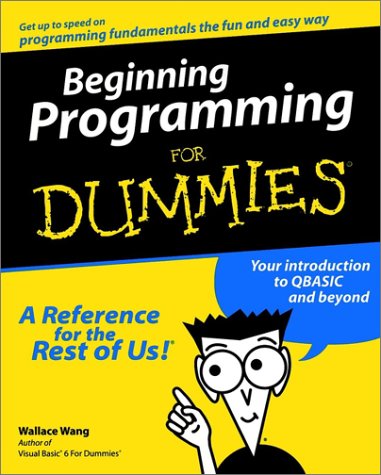 Get up to speed on
programming fundamentals the fun and easy way
Beginning
Programming
FOR
DUMMIES®
Your introduction
to QBASIC
and beyond
A Reference
for the
Rest of Us!®
Wallace Wang
Author of
Visual Basic® 6 For Dummies®